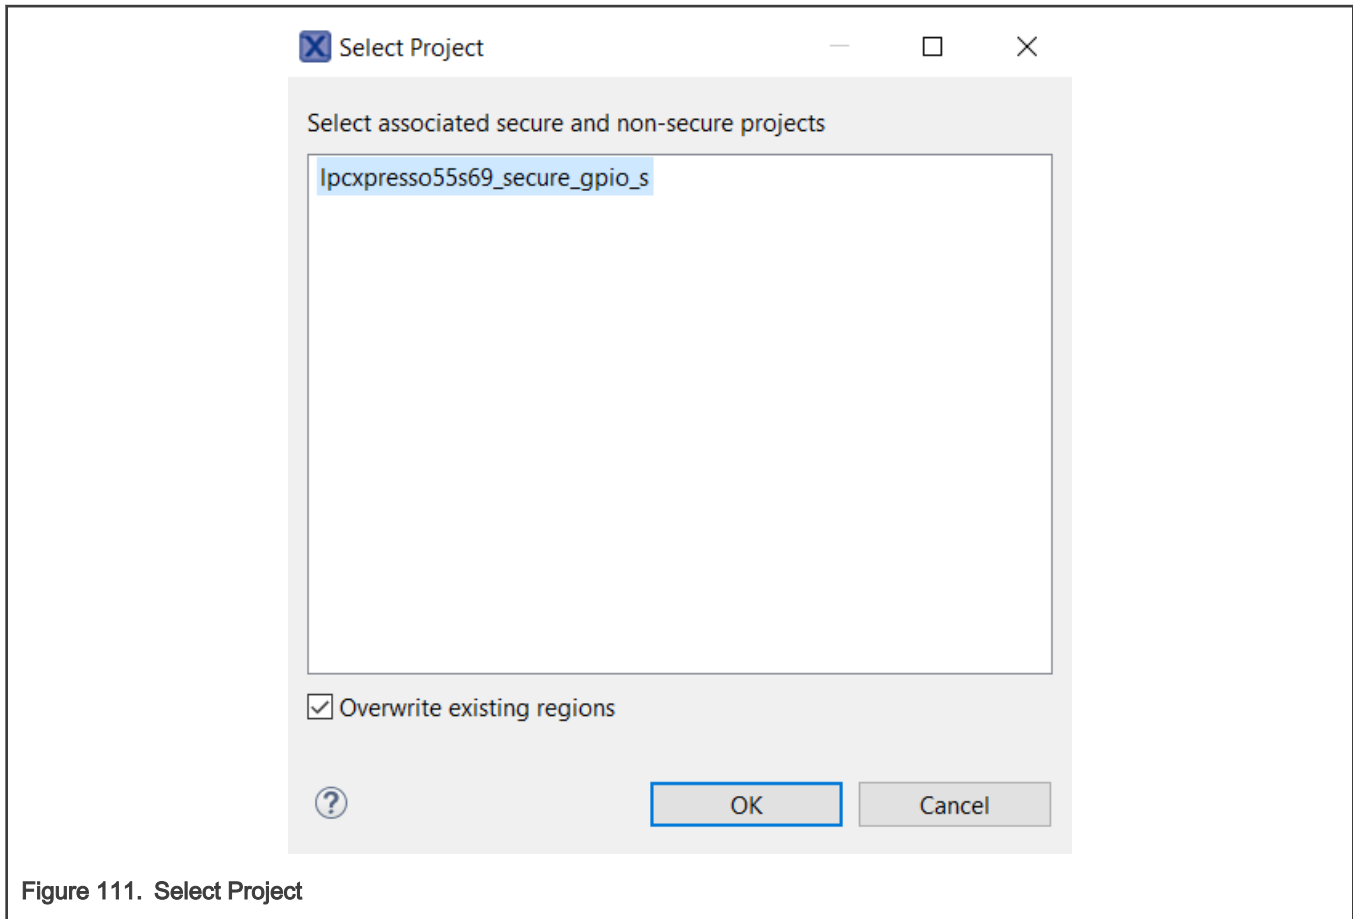 Select Project
Select associated secure and non-secure projects
lpcxpresso55s69_secure_gpio_s
Overwrite existing regions
?
OK
Cancel
Figure 111. Select Project